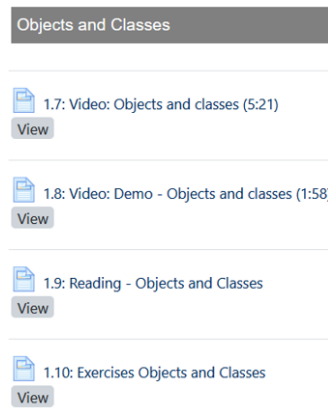 Objects and Classes
1.7: Video: Objects and classes (5:21)
View
1.8: Video: Demo - Objects and classes (1:58)
View
1.9: Reading - Objects and Classes
View
1.10: Exercises Objects and Classes
View